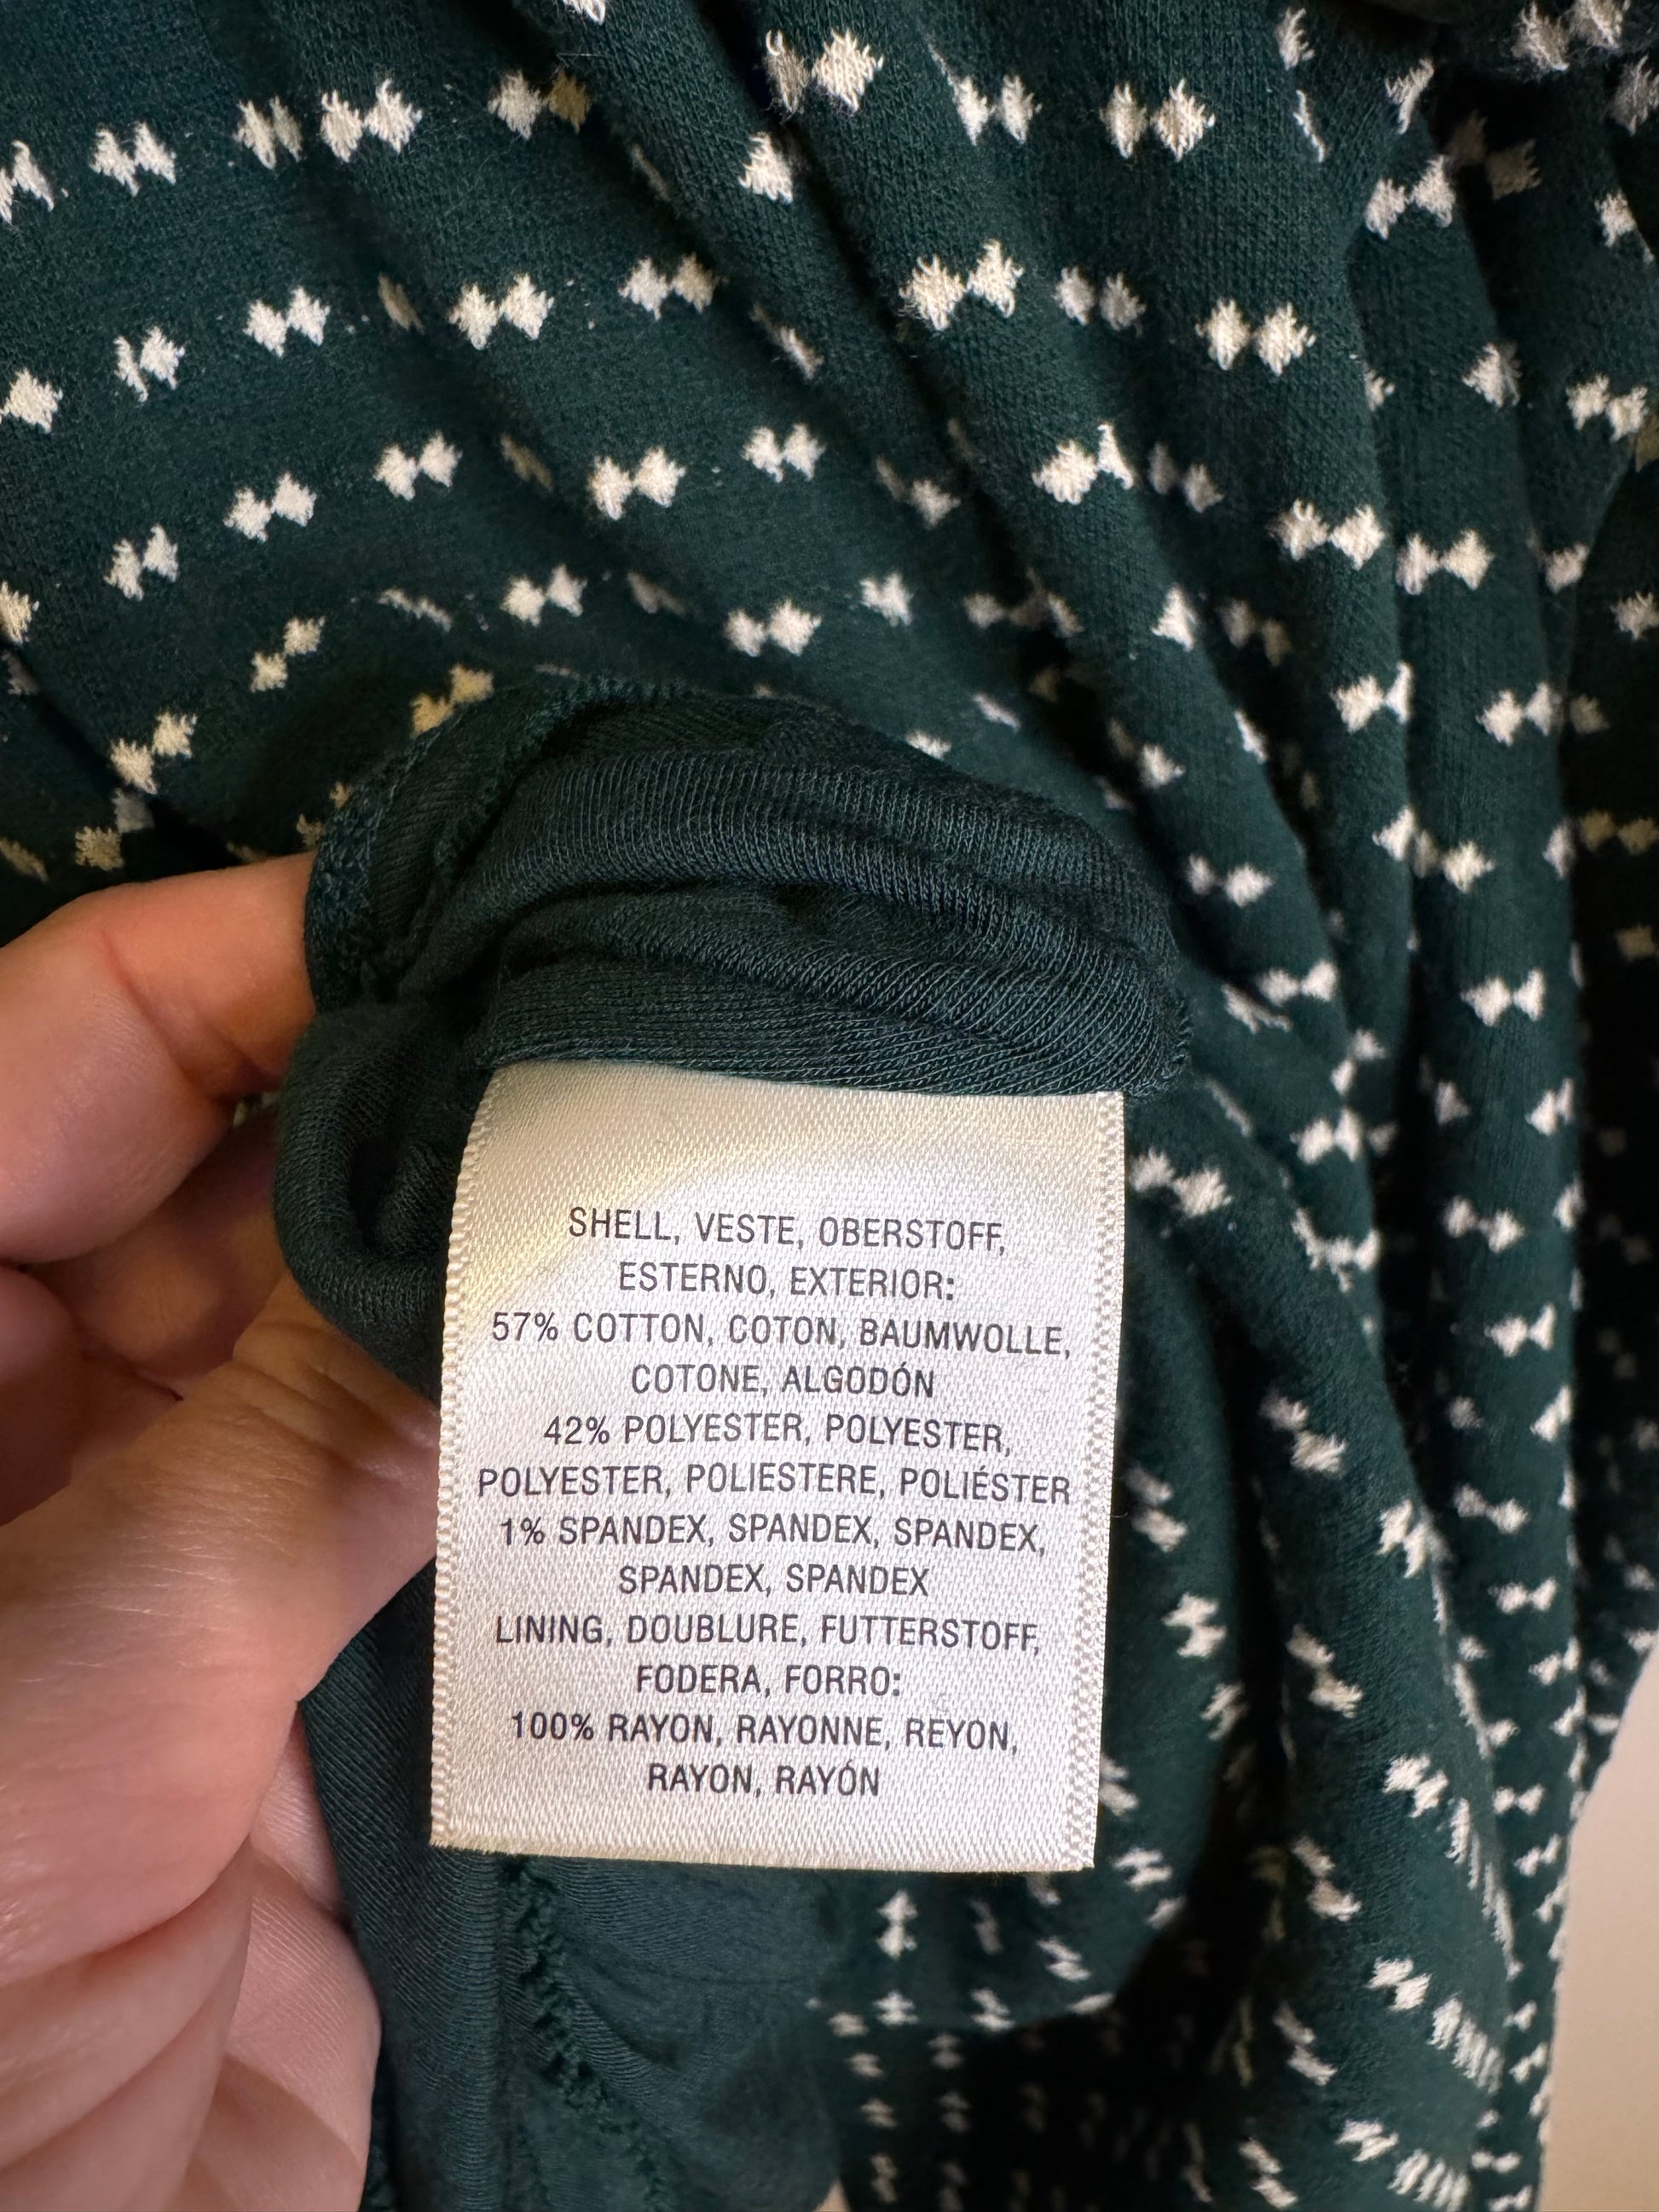 SHELL, VESTE, OBERSTOFF,
ESTERNO, EXTERIOR:
57% COTTON, COTON, BAUMWOLLE,
COTONE, ALGODÓN
42% POLYESTER, POLYESTER,
POLYESTER, POLIESTERE, POLIÉSTER
1% SPANDEX, SPANDEX, SPANDEX,
SPANDEX, SPANDEX
LINING, DOUBLURE, FUTTERSTOFF,
FODERA, FORRO:
100% RAYON, RAYONNE, REYON,
RAYON, RAYÓN